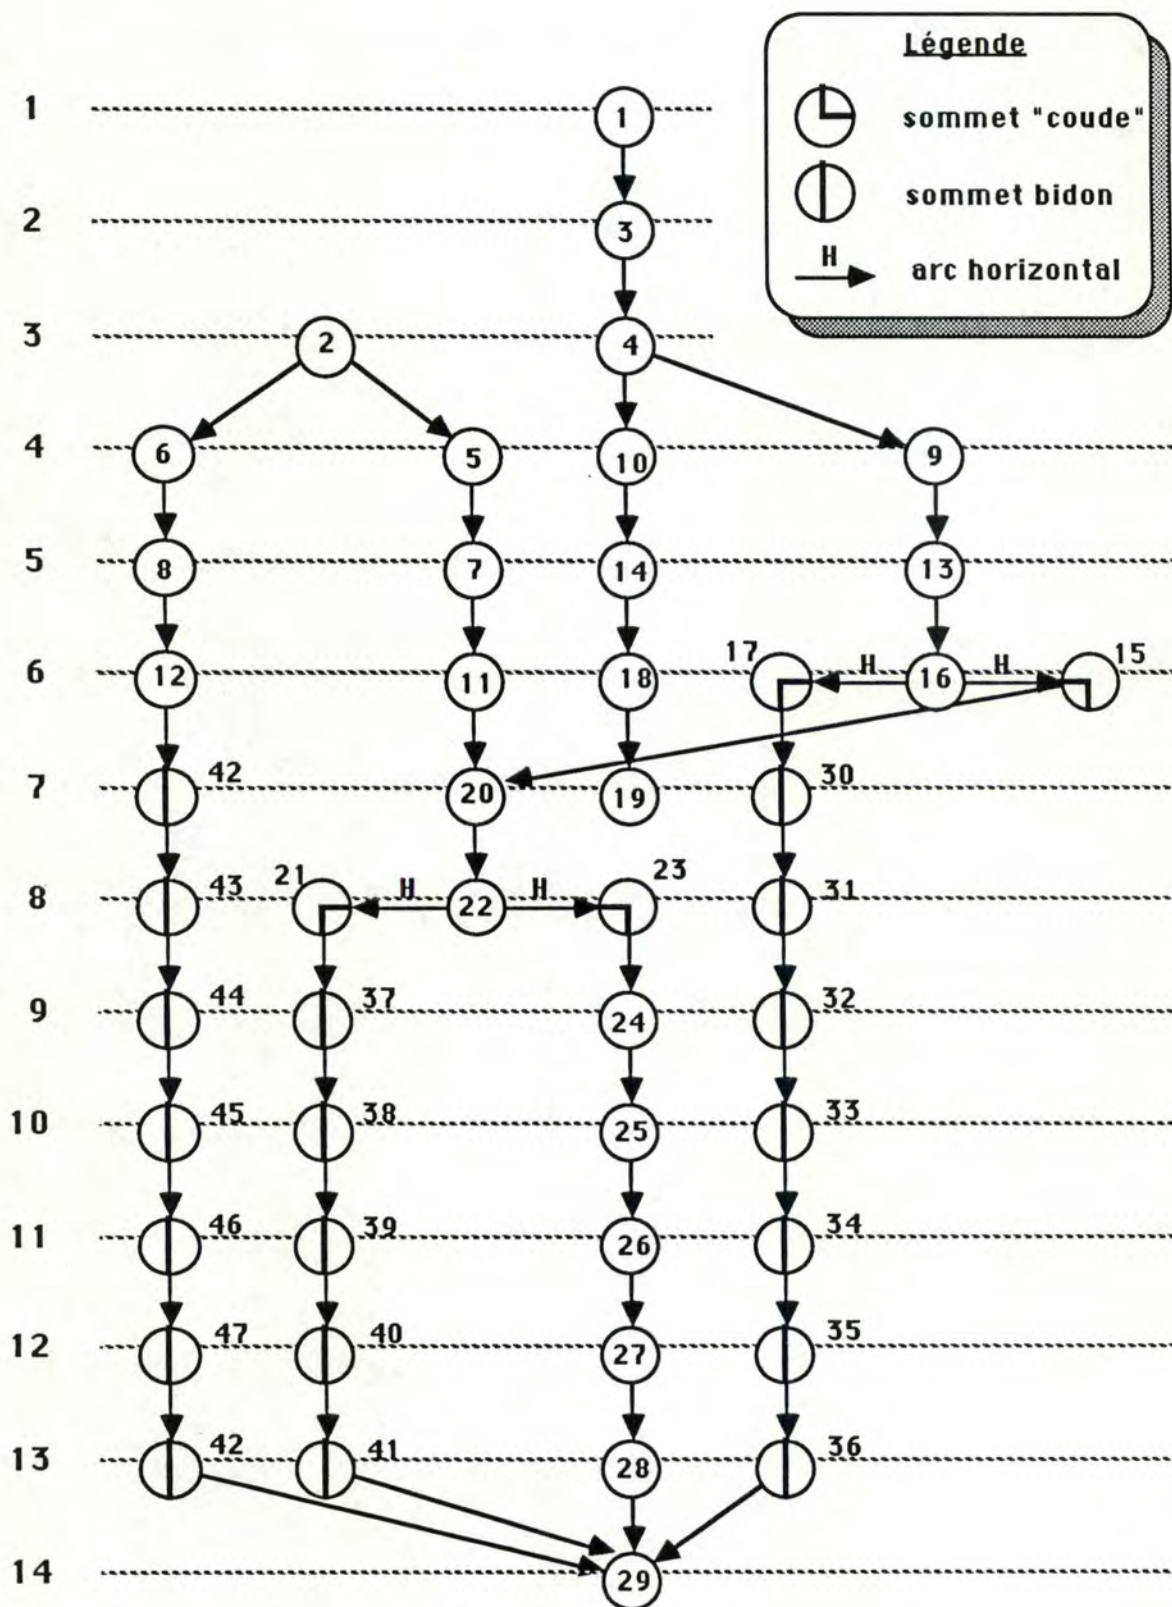 Légende
sommet "coude"
sommet bidon
H
arc horizontal
1 1
2 3
3 2 4
4 6 5 10 9
5 8 7 14 13
6 12 11 18 17 H 16 H 15
7 42 20 19 30
8 43 21 H 22 H 23 31
9 44 37 24 32
10 45 38 25 33
11 46 39 26 34
12 47 40 27 35
13 42 41 28 36
14 29